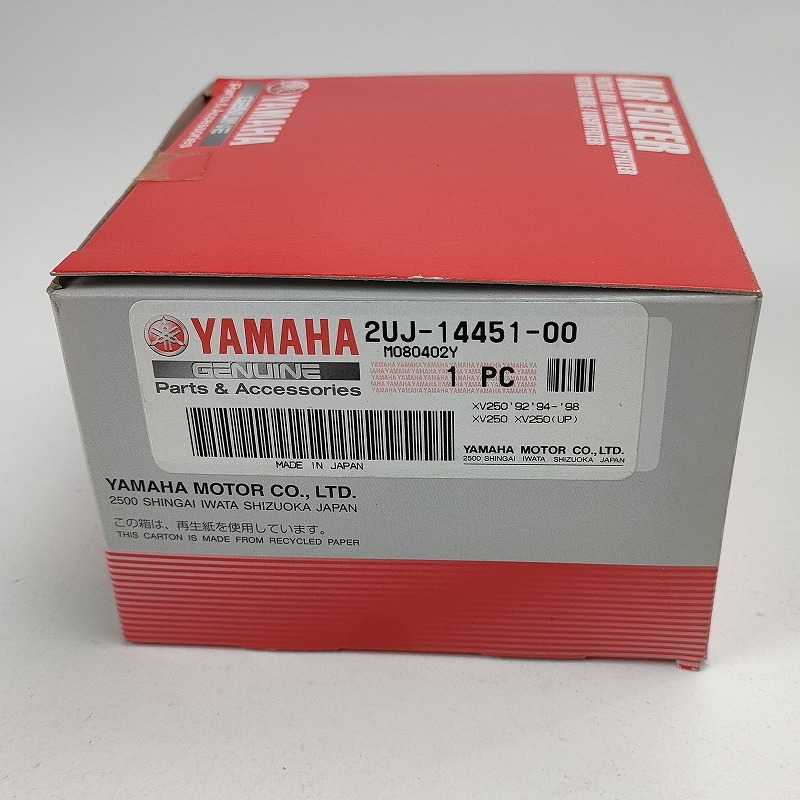 YAMAHA
GENUINE
Parts & Accessories
AIR FILTER
YAMAHA
GENUINE
Parts & Accessories
2UJ-14451-00
M080402Y
1 PC
XV250'92'94-'98
XV250 XV250(UP)
MADE IN JAPAN
YAMAHA MOTOR CO., LTD.
2500 SHINGAI IWATA SHIZUOKA JAPAN
YAMAHA MOTOR CO., LTD.
2500 SHINGAI IWATA SHIZUOKA JAPAN
この箱は、再生紙を使用しています。
THIS CARTON IS MADE FROM RECYCLED PAPER